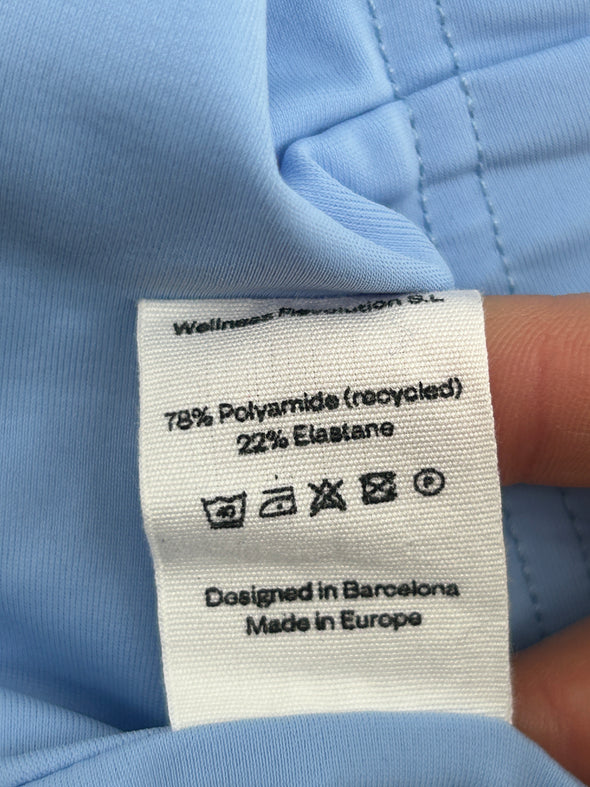 Wellness Revolution S.L
78% Polyamide (recycled)
22% Elastane
P
Designed in Barcelona
Made in Europe